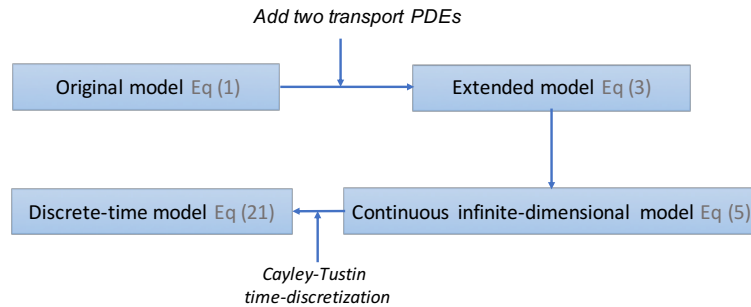 Add two transport PDEs
Original model Eq (1)
Extended model Eq (3)
Discrete-time model Eq (21)
Continuous infinite-dimensional model Eq (5)
Cayley-Tustin
time-discretization